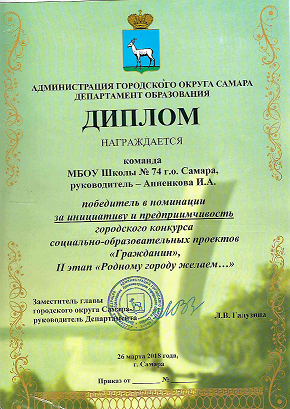 АДМИНИСТРАЦИЯ ГОРОДСКОГО ОКРУГА САМАРА
ДЕПАРТАМЕНТ ОБРАЗОВАНИЯ
ДИПЛОМ
НАГРАЖДАЕТСЯ
команда
МБОУ Школы № 74 г.о. Самара,
руководитель – Анненкова И.А.
победитель в номинации
за инициативу и предприимчивость
городского конкурса
социально-образовательных проектов
«Гражданин»,
II этап «Родному городу желаем…»
Заместитель главы
городского округа Самара-
руководитель Департамента
Л.В. Галузина
26 марта 2018 года,
г. Самара
Приказ от ________ № ____